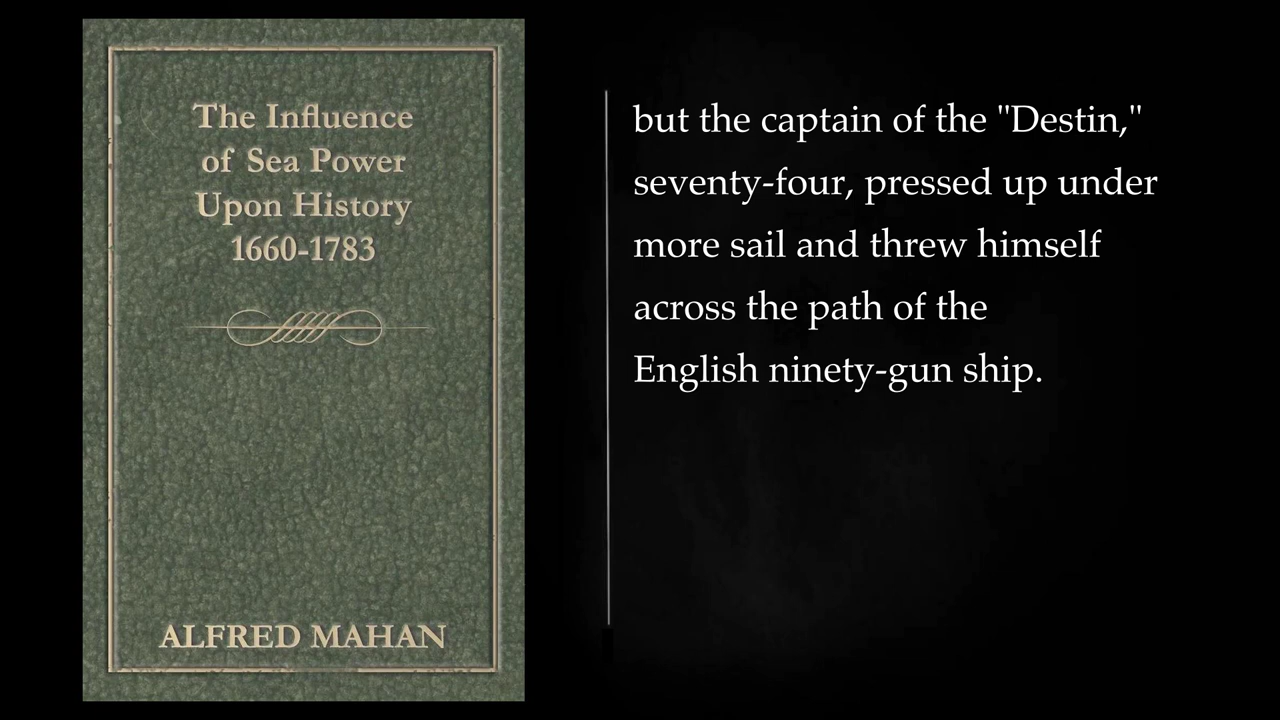 The Influence
of Sea Power
Upon History
1660-1783
ALFRED MAHAN
but the captain of the "Destin,"
seventy-four, pressed up under
more sail and threw himself
across the path of the
English ninety-gun ship.